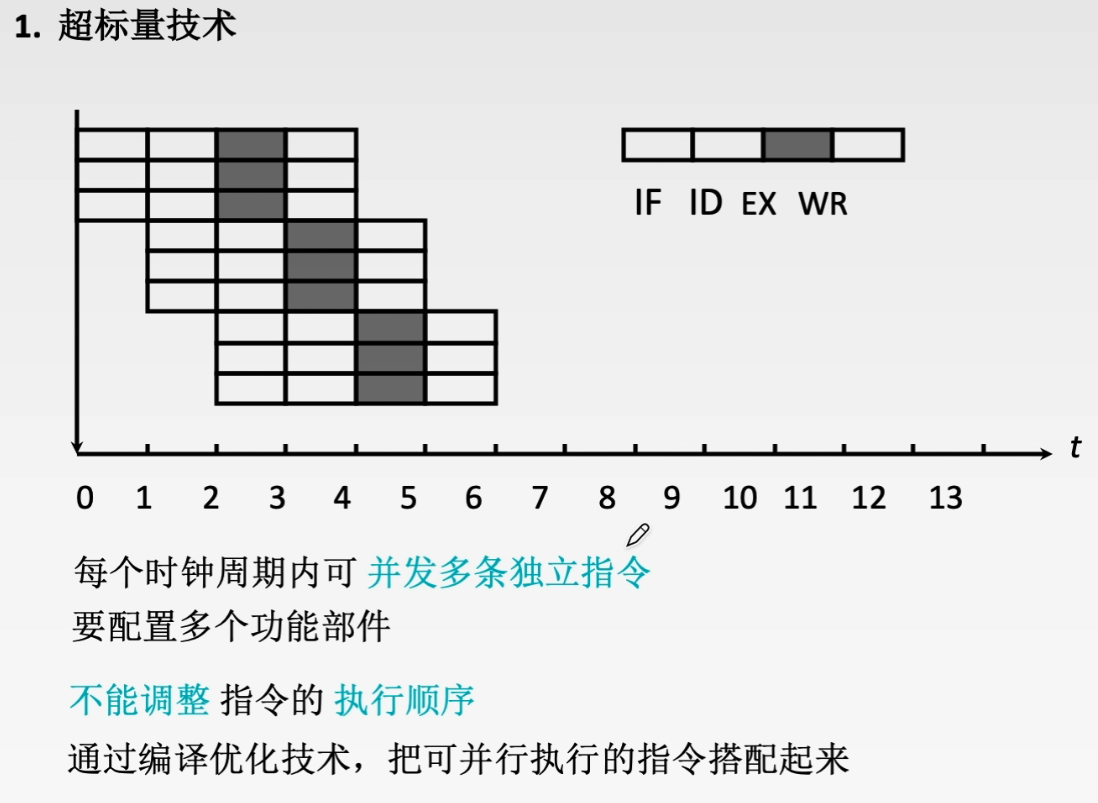 1. 超标量技术
IF ID EX WR
t
0 1 2 3 4 5 6 7 8 9 10 11 12 13
每个时钟周期内可 并发多条独立指令
要配置多个功能部件
不能调整 指令的 执行顺序
通过编译优化技术，把可并行执行的指令搭配起来